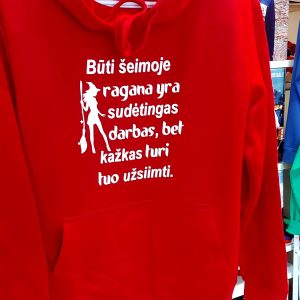 Būti šeimoje
ragana yra
sudėtingas
darbas, bet
kažkas turi
tuo užsiimti.